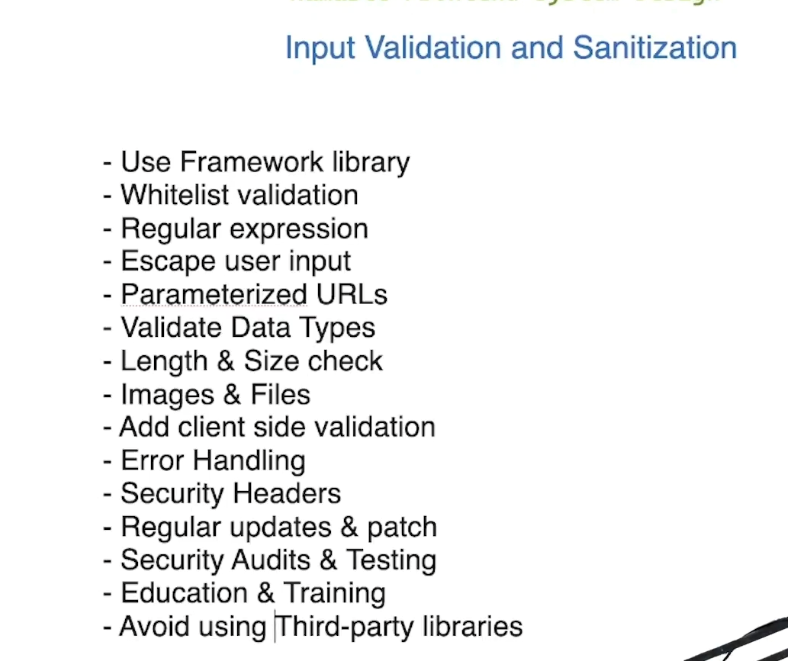 Input Validation and Sanitization
- Use Framework library
- Whitelist validation
- Regular expression
- Escape user input
- Parameterized URLs
- Validate Data Types
- Length & Size check
- Images & Files
- Add client side validation
- Error Handling
- Security Headers
- Regular updates & patch
- Security Audits & Testing
- Education & Training
- Avoid using Third-party libraries